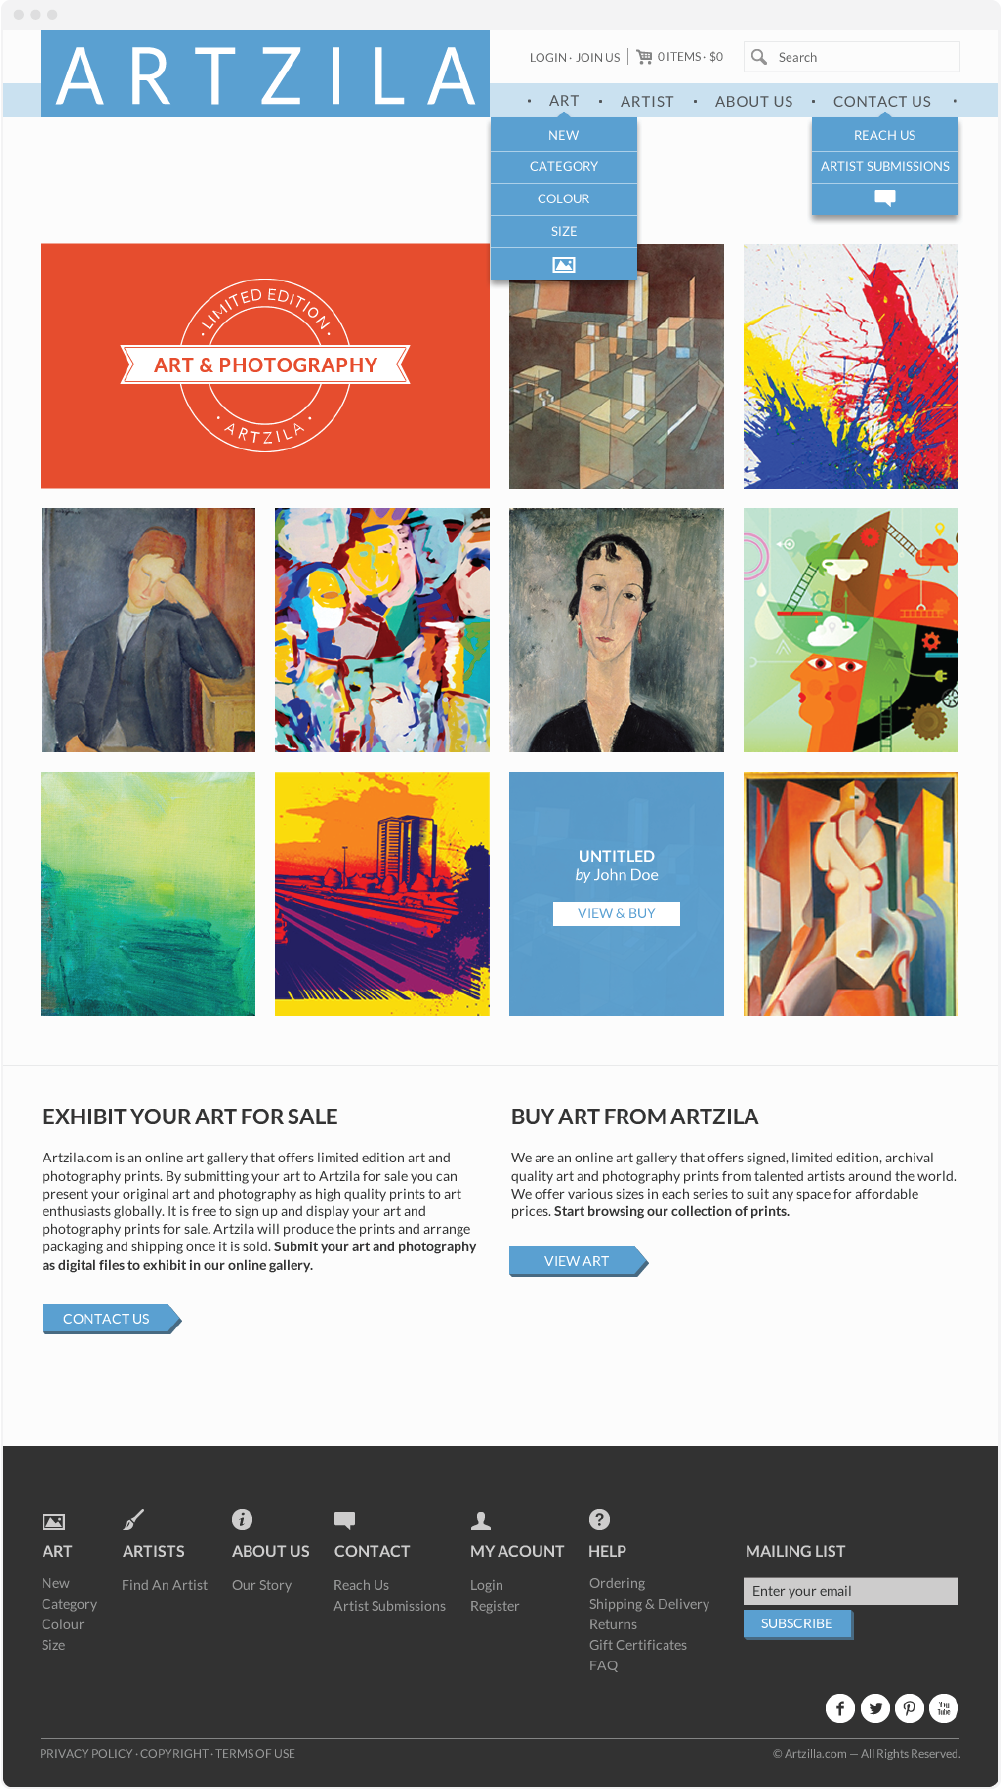 ARTZILA
LOGIN · JOIN US
0 ITEMS · $0
Search
· ART · ARTIST · ABOUT US · CONTACT US ·
NEW
CATEGORY
COLOUR
SIZE
REACH US
ARTIST SUBMISSIONS
· LIMITED EDITION ·
ART & PHOTOGRAPHY
· ARTZILA ·
UNTITLED
by John Doe
VIEW & BUY
EXHIBIT YOUR ART FOR SALE
Artzila.com is an online art gallery that offers limited edition art and
photography prints. By submitting your art to Artzila for sale you can
present your original art and photography as high quality prints to art
enthusiasts globally. It is free to sign up and display your art and
photography prints for sale. Artzila will produce the prints and arrange
packaging and shipping once it is sold. Submit your art and photography
as digital files to exhibit in our online gallery.
CONTACT US
BUY ART FROM ARTZILA
We are an online art gallery that offers signed, limited edition, archival
quality art and photography prints from talented artists around the world.
We offer various sizes in each series to suit any space for affordable
prices. Start browsing our collection of prints.
VIEW ART
ART
New
Category
Colour
Size
ARTISTS
Find An Artist
ABOUT US
Our Story
CONTACT
Reach Us
Artist Submissions
MY ACOUNT
Login
Register
HELP
Ordering
Shipping & Delivery
Returns
Gift Certificates
FAQ
MAILING LIST
Enter your email
SUBSCRIBE
You
Tube
PRIVACY POLICY · COPYRIGHT · TERMS OF USE
© Artzilla.com — All Rights Reserved.